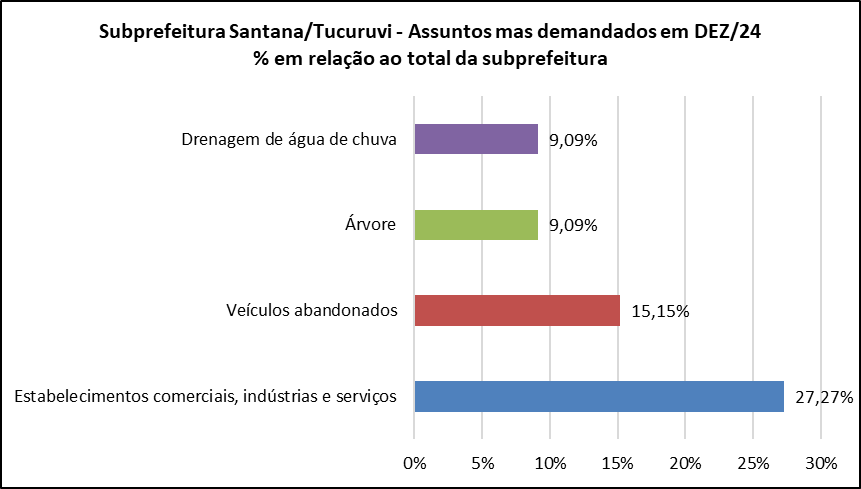 Subprefeitura Santana/Tucuruvi - Assuntos mas demandados em DEZ/24
% em relação ao total da subprefeitura
Drenagem de água de chuva
9,09%
Árvore
9,09%
Veículos abandonados
15,15%
Estabelecimentos comerciais, indústrias e serviços
27,27%
0% 5% 10% 15% 20% 25% 30%